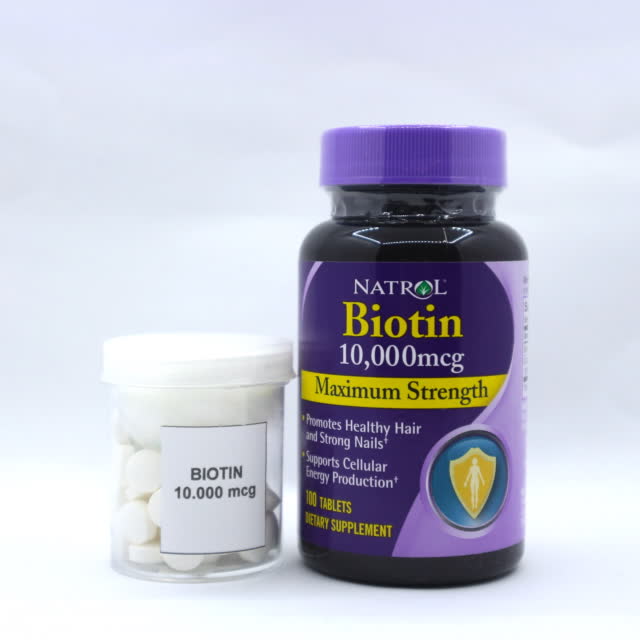 BIOTIN
10.000 mcg
NATROL
Biotin
10,000mcg
Maximum Strength
• Promotes Healthy Hair
and Strong Nails†
• Supports Cellular
Energy Production†
100 TABLETS
DIETARY SUPPLEMENT